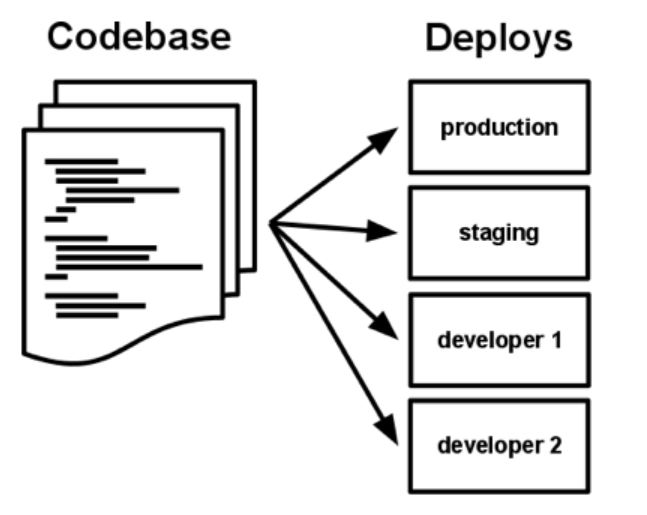 Codebase
Deploys
production
staging
developer 1
developer 2